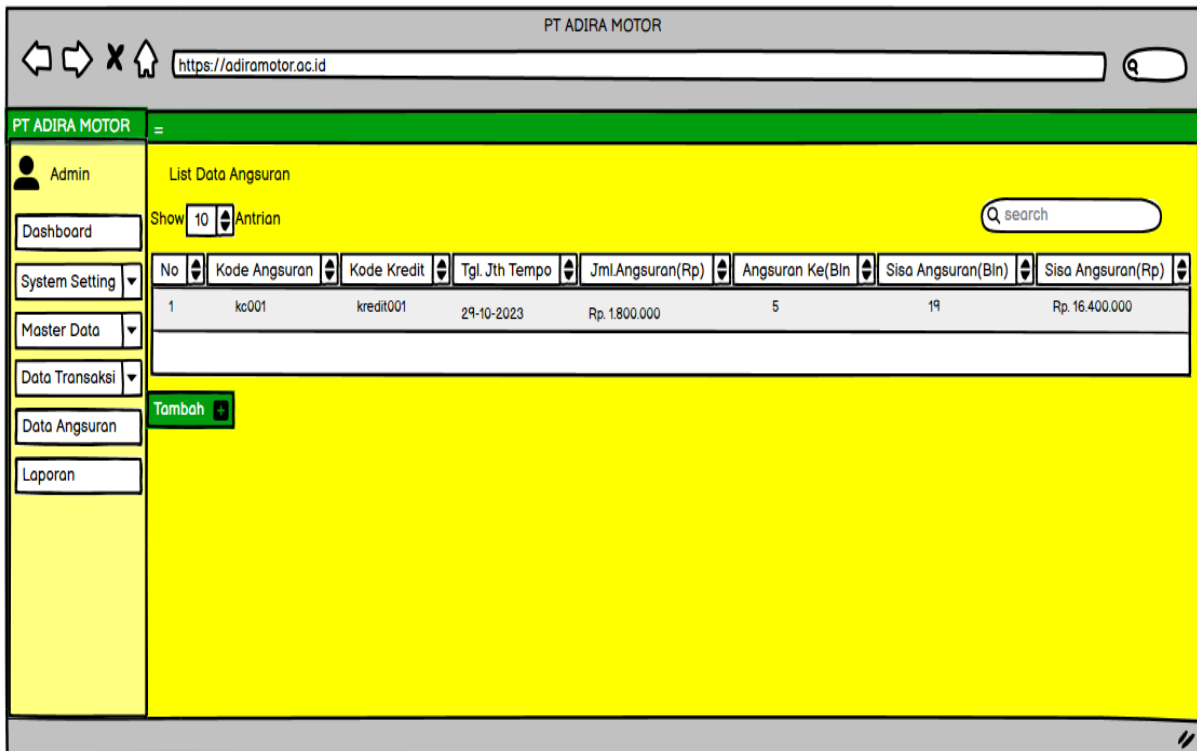 PT ADIRA MOTOR
https://adiramotor.ac.id
PT ADIRA MOTOR
=
Admin
Dashboard
System Setting
Master Data
Data Transaksi
Data Angsuran
Laporan
List Data Angsuran
Show 10 Antrian
search
No Kode Angsuran Kode Kredit Tgl. Jth Tempo Jml.Angsuran(Rp) Angsuran Ke(Bln Sisa Angsuran(Bln) Sisa Angsuran(Rp)
1 kc001 kredit001 29-10-2023 Rp. 1.800.000 5 19 Rp. 16.400.000
Tambah +